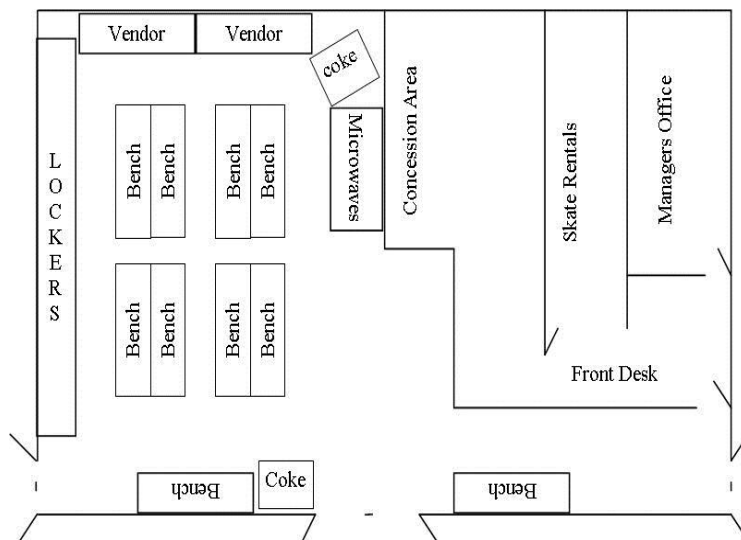 Vendor
Vendor
coke
LOCKERS
Bench
Bench
Bench
Bench
Microwaves
Concession Area
Skate Rentals
Managers Office
Bench
Bench
Bench
Bench
Front Desk
Bench
Coke
Bench